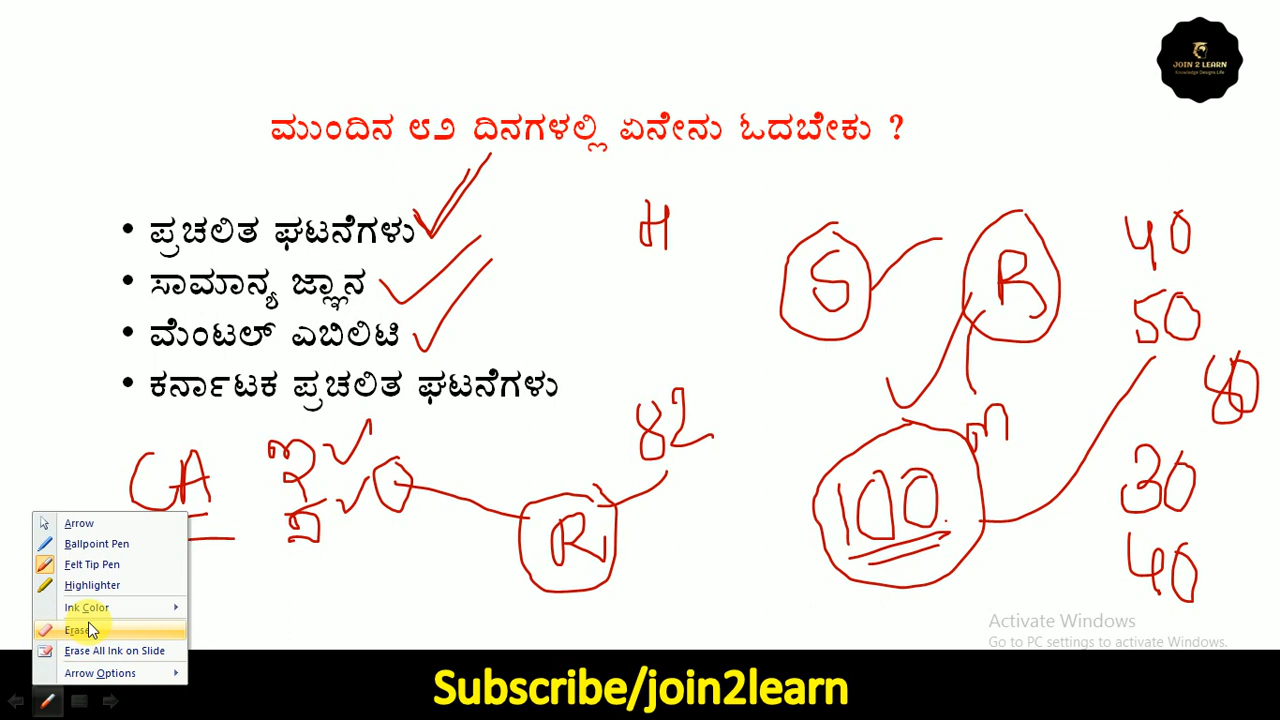 JOIN 2 LEARN
Knowledge Designs Life
ಮುಂದಿನ ೮೨ ದಿನಗಳಲ್ಲಿ ಏನೇನು ಓದಬೇಕು ?
• ಪ್ರಚಲಿತ ಘಟನೆಗಳು
• ಸಾಮಾನ್ಯ ಜ್ಞಾನ
• ಮೆಂಟಲ್ ಎಬಿಲಿಟಿ
• ಕರ್ನಾಟಕ ಪ್ರಚಲಿತ ಘಟನೆಗಳು
H
S R 40
50
80
82
CA
R
100
30
40
Arrow
Ballpoint Pen
Felt Tip Pen
Highlighter
Ink Color
Erase
Erase All Ink on Slide
Arrow Options
Activate Windows
Go to PC settings to activate Windows.
Subscribe/join2learn